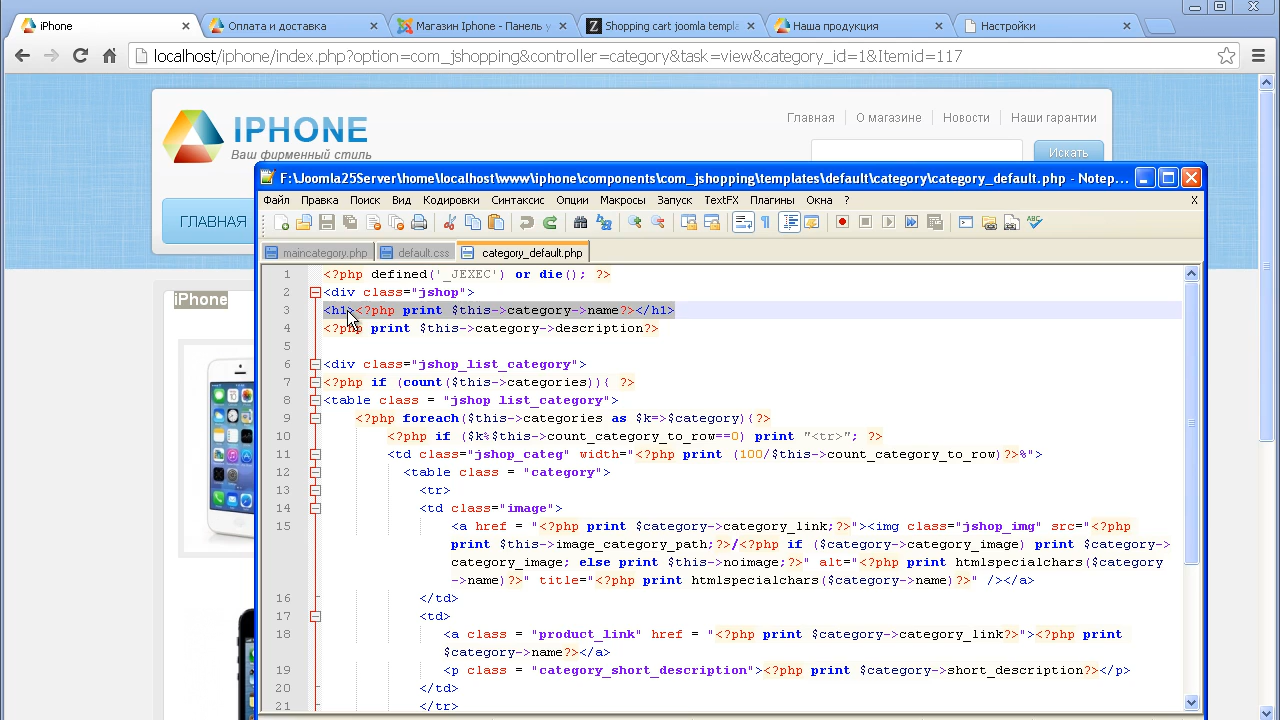 iPhone
Оплата и доставка
Магазин Iphone - Панель у
Shopping cart joomla templ
Наша продукция
Настройки
localhost/iphone/index.php?option=com_jshopping&controller=category&task=view&category_id=1&Itemid=117
IPHONE
Ваш фирменный стиль
Главная
О магазине
Новости
Наши гарантии
Искать
ГЛАВНАЯ
iPhone
F:\Joomla25Server\home\localhost\www\iphone\components\com_jshopping\templates\default\category\category_default.php - Notep...
Файл Правка Поиск Вид Кодировки Синтаксис Опции Макросы Запуск TextFX Плагины Окна ? X
maincategory.php default.css category_default.php
1 <?php defined('_JEXEC') or die(); ?>
2 <div class="jshop">
3 <h1><?php print $this->category->name?></h1>
4 <?php print $this->category->description?>
5
6 <div class="jshop_list_category">
7 <?php if (count($this->categories)){ ?>
8 <table class = "jshop list_category">
9 <?php foreach($this->categories as $k=>$category){?>
10 <?php if ($k%$this->count_category_to_row==0) print "<tr>"; ?>
11 <td class="jshop_categ" width="<?php print (100/$this->count_category_to_row)?>%">
12 <table class = "category">
13 <tr>
14 <td class="image">
15 <a href = "<?php print $category->category_link;?>"><img class="jshop_img" src="<?php
print $this->image_category_path;?>/<?php if ($category->category_image) print $category->
category_image; else print $this->noimage;?>" alt="<?php print htmlspecialchars($category
->name)?>" title="<?php print htmlspecialchars($category->name)?>" /></a>
16 </td>
17 <td>
18 <a class = "product_link" href = "<?php print $category->category_link?>"><?php print
$category->name?></a>
19 <p class = "category_short_description"><?php print $category->short_description?></p>
20 </td>
21 </tr>